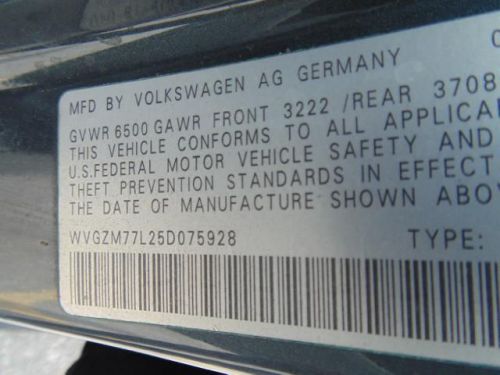 MFD BY VOLKSWAGEN AG GERMANY
GVWR 6500 GAWR FRONT 3222 /REAR 3708
THIS VEHICLE CONFORMS TO ALL APPLICAL
U.S.FEDERAL MOTOR VEHICLE SAFETY AND
THEFT PREVENTION STANDARDS IN EFFECT
THE DATE OF MANUFACTURE SHOWN ABO
WVGZM77L25D075928 TYPE: